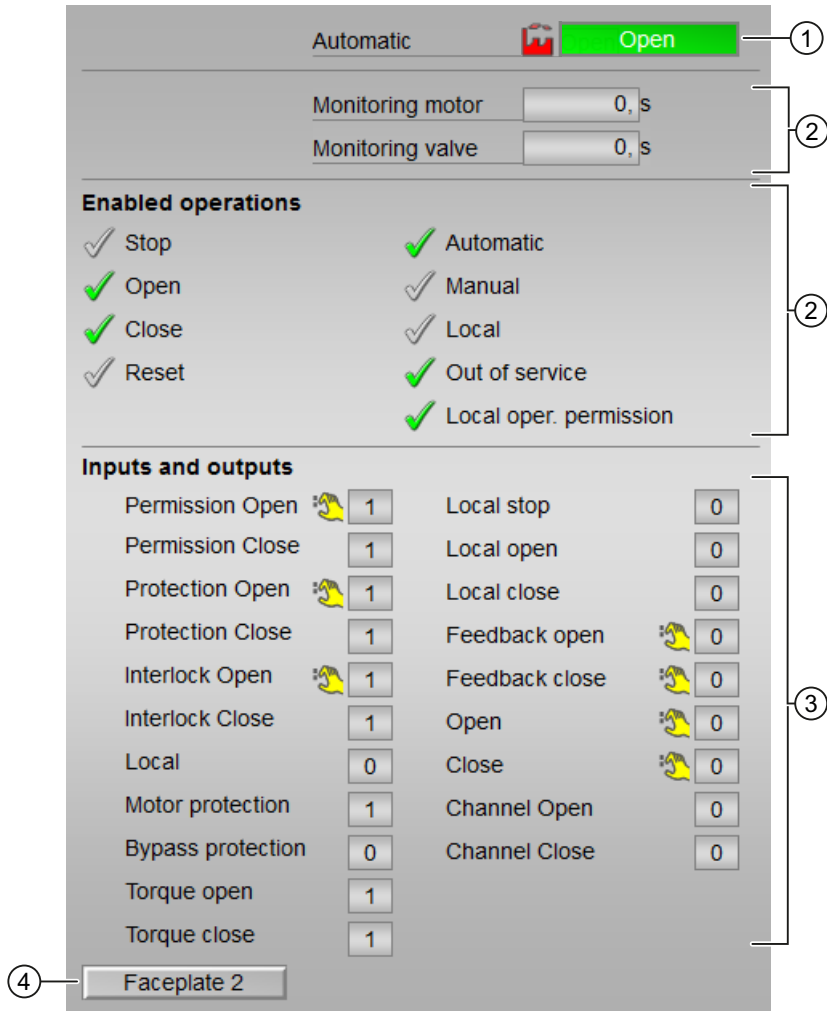 Automatic Open 1
Monitoring motor 0, s
Monitoring valve 0, s
2
Enabled operations
Stop Automatic
Open Manual
Close Local
Reset Out of service
Local oper. permission
2
Inputs and outputs
Permission Open 1 Local stop 0
Permission Close 1 Local open 0
Protection Open 1 Local close 0
Protection Close 1 Feedback open 0
Interlock Open 1 Feedback close 0
Interlock Close 1 Open 0
Local 0 Close 0
Motor protection 1 Channel Open 0
Bypass protection 0 Channel Close 0
Torque open 1
Torque close 1
3
4 Faceplate 2